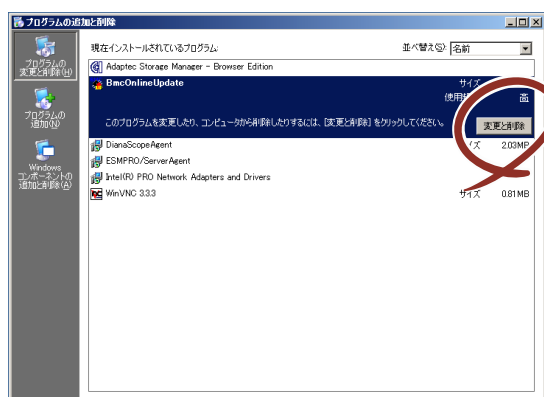 プログラムの追加と削除
現在インストールされているプログラム:
並べ替え(S): 名前
プログラムの
変更と削除(H)
プログラムの
追加(N)
Windows
コンポーネントの
追加と削除(A)
Adaptec Storage Manager - Browser Edition
BmcOnlineUpdate
サイズ
高
このプログラムを変更したり、コンピュータから削除したりするには、[変更と削除] をクリックしてください。
変更と削除
DianaScopeAgent
イズ 2.03MB
ESMPRO/ServerAgent
Intel(R) PRO Network Adapters and Drivers
WinVNC 3.3.3
サイズ 0.81MB